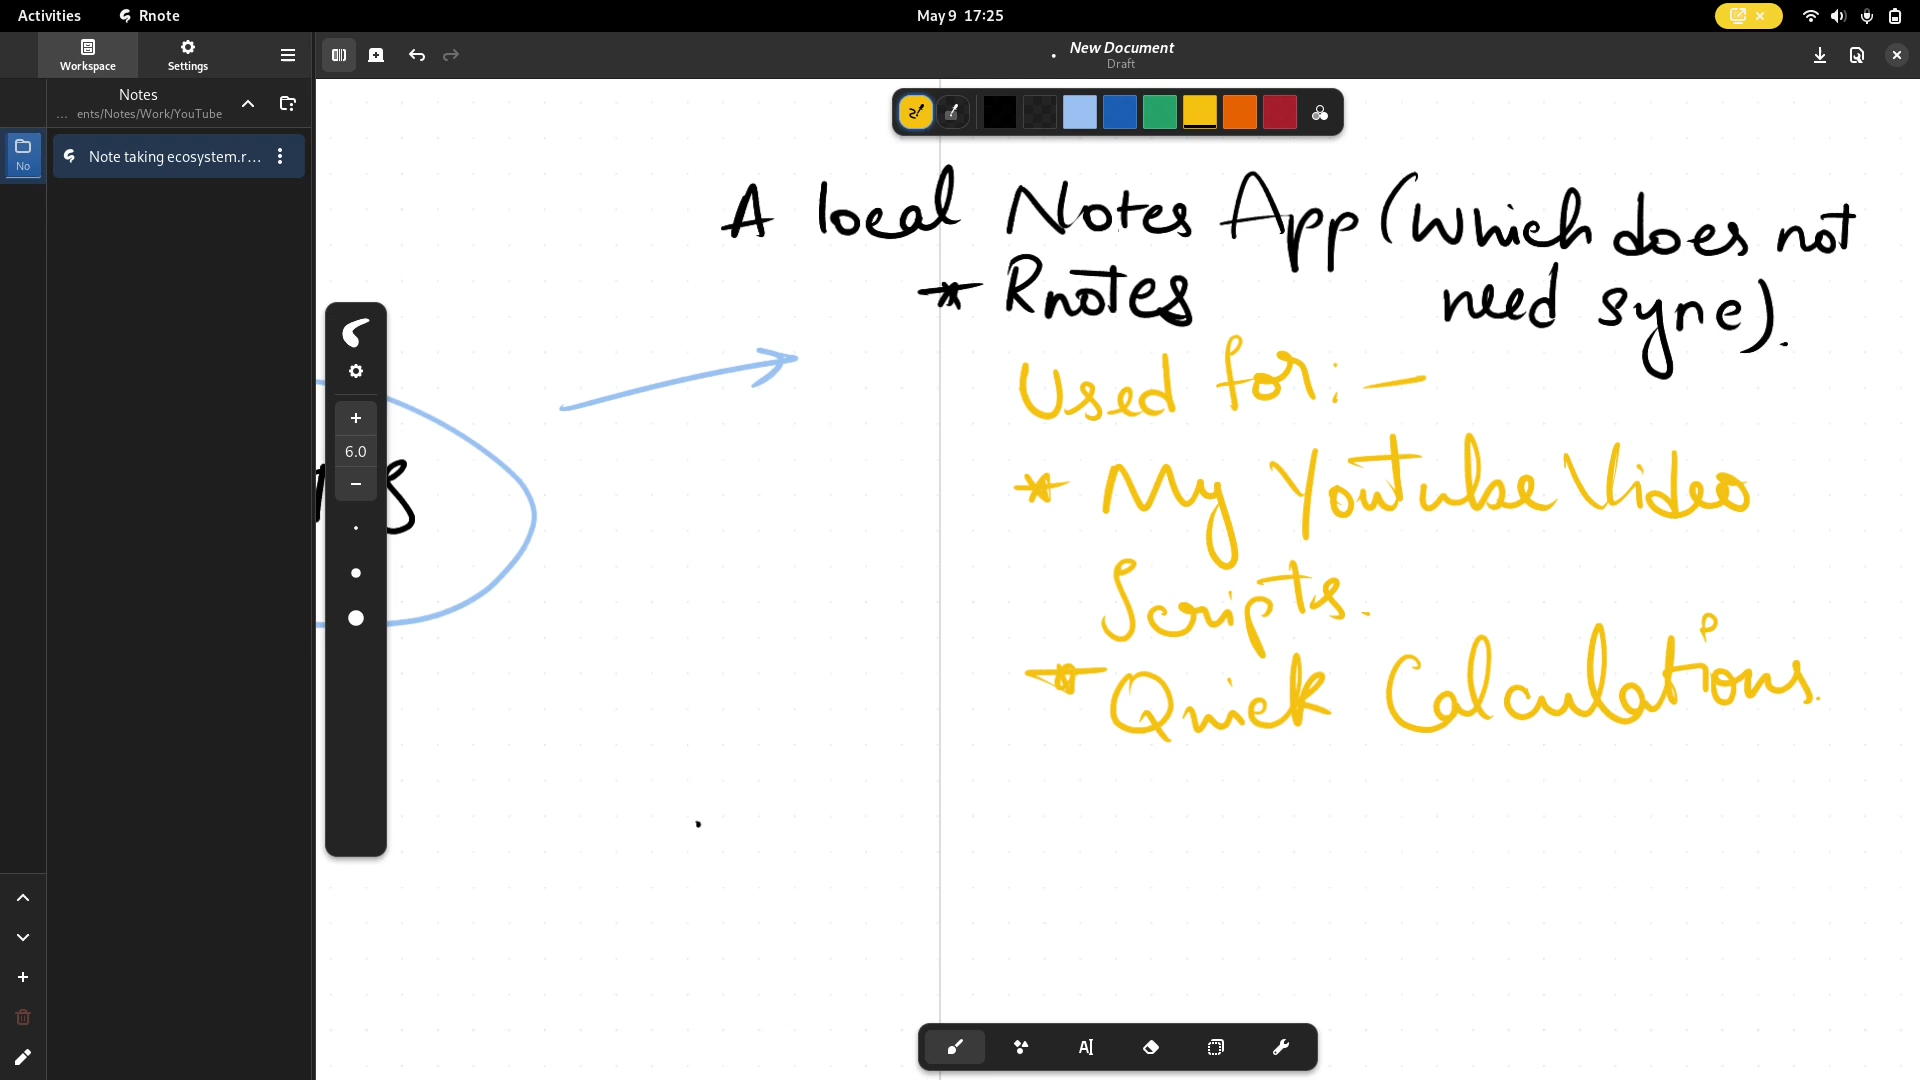 Activities
Rnote
May 9 17:25
Workspace
Settings
New Document
Draft
Notes
... ents/Notes/Work/YouTube
No
Note taking ecosystem.r...
6.0
A local Notes App (which does not
need sync).
* Rnotes
Used for:-
* My Youtube Video
Scripts.
* Quick Calculations.